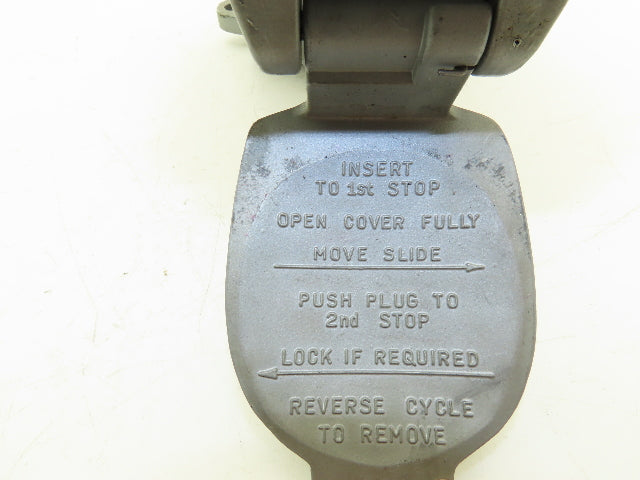 INSERT
TO 1st STOP
OPEN COVER FULLY
MOVE SLIDE
PUSH PLUG TO
2nd STOP
LOCK IF REQUIRED
REVERSE CYCLE
TO REMOVE